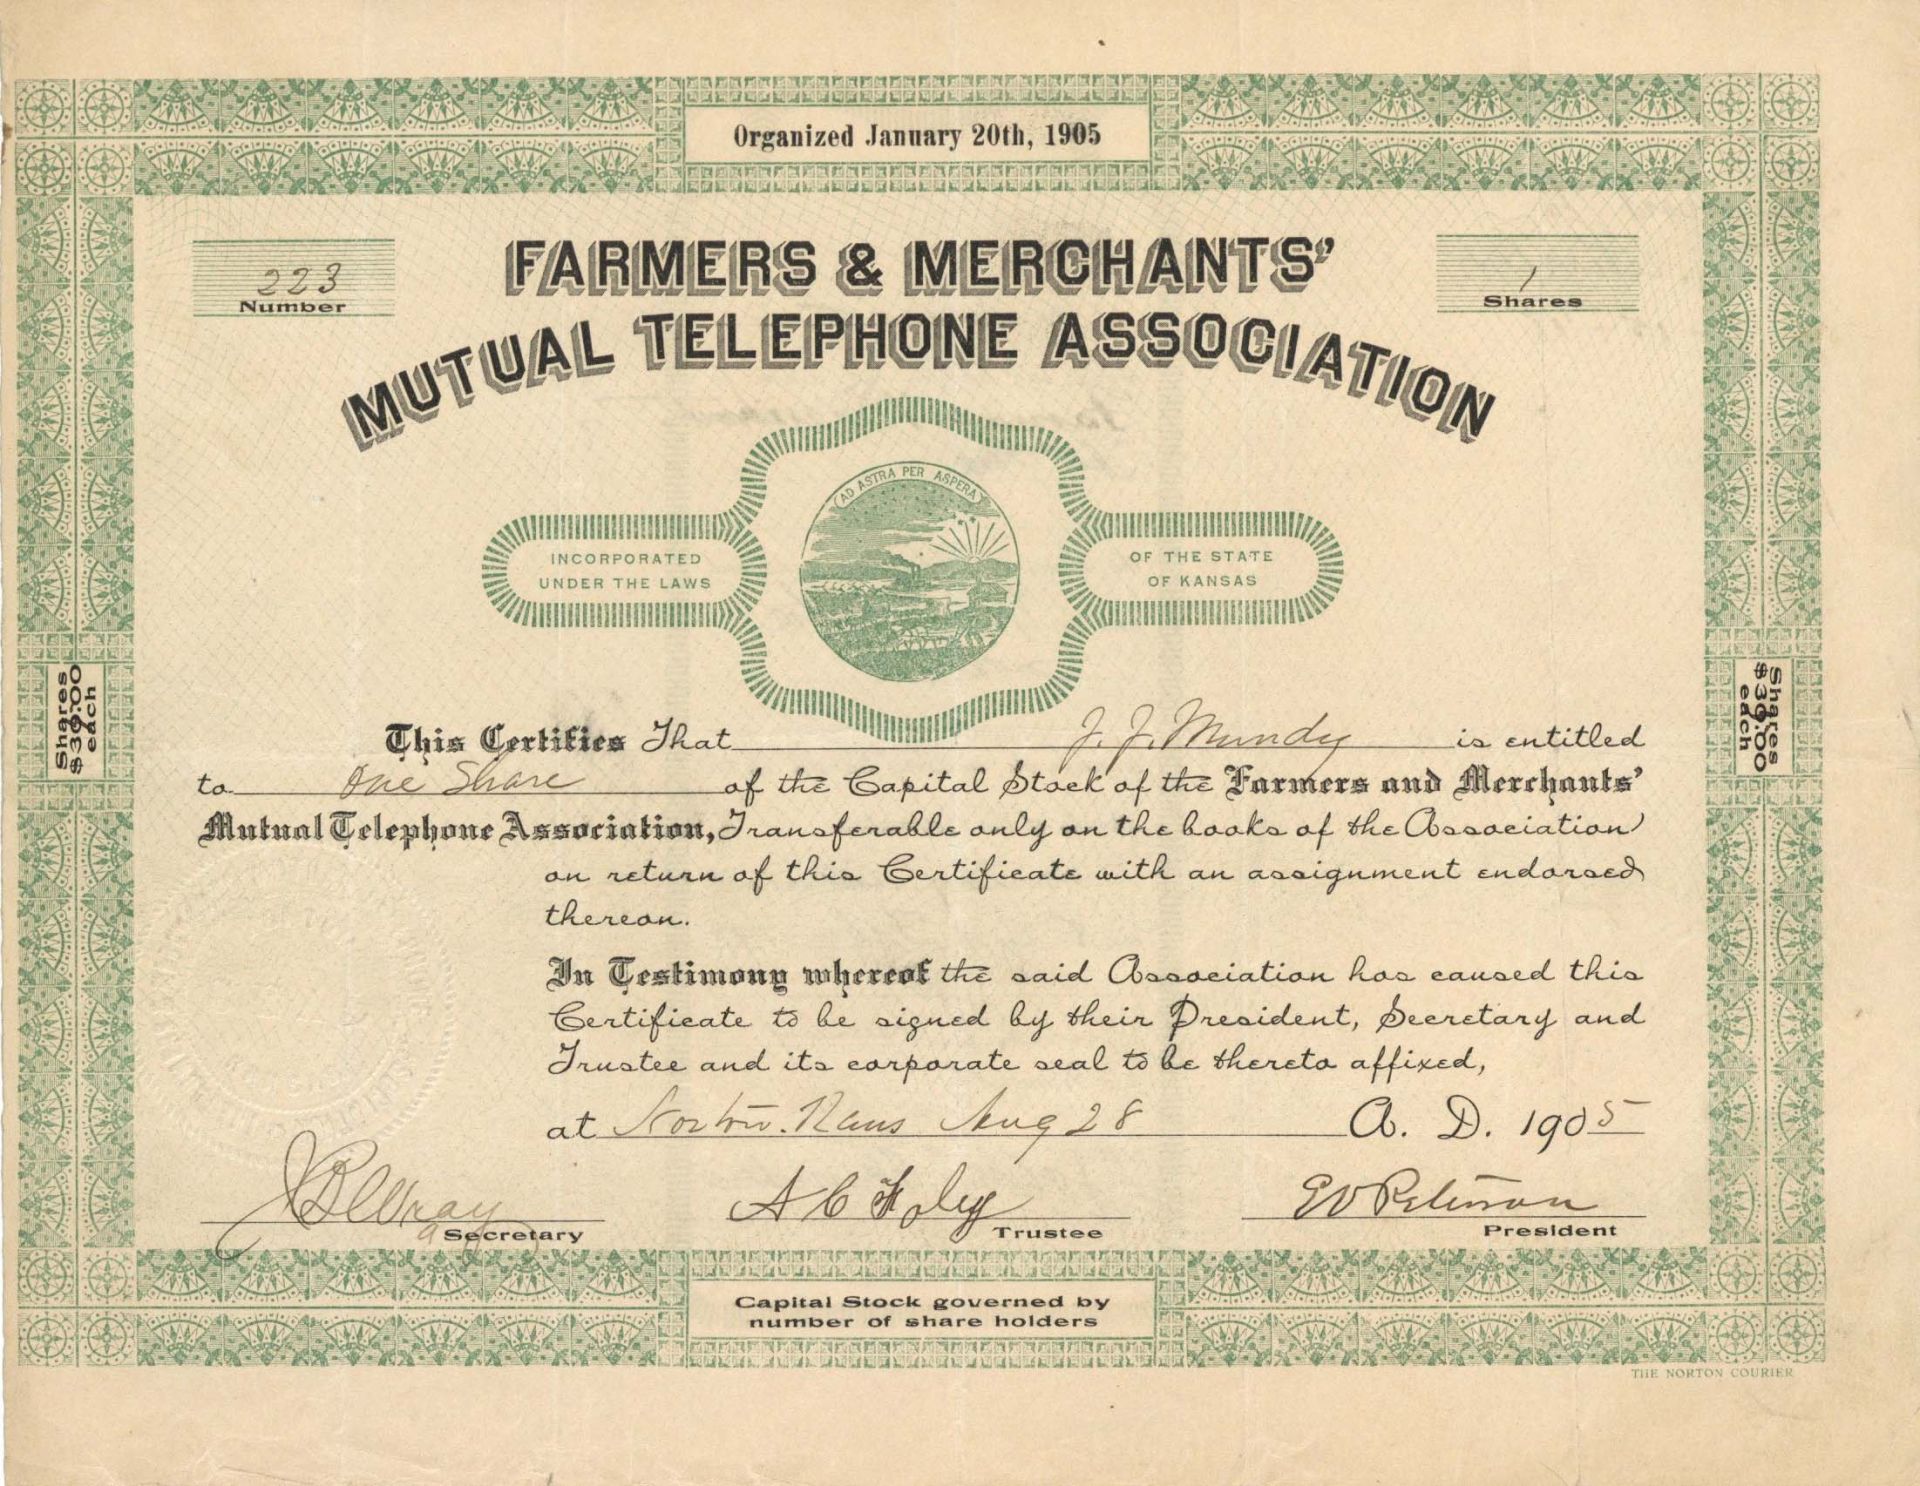 Organized January 20th, 1905
223
Number
1
Shares
FARMERS & MERCHANTS'
MUTUAL TELEPHONE ASSOCIATION
AD ASTRA PER ASPERA
INCORPORATED
UNDER THE LAWS
OF THE STATE
OF KANSAS
Shares
$30.00
each
Shares
$30.00
each
This Certifies That J. J. Mundy is entitled
to One Share of the Capital Stock of the Farmers and Merchants'
Mutual Telephone Association, Transferable only on the books of the Association
on return of this Certificate with an assignment endorsed
thereon.
In Testimony whereof the said Association has caused this
Certificate to be signed by their President, Secretary and
Trustee and its corporate seal to be thereto affixed,
at Norton. Kans Aug 28 A. D. 1905
Secretary
A C Foley
Trustee
E V Peterson
President
Capital Stock governed by
number of share holders
THE NORTON COURIER